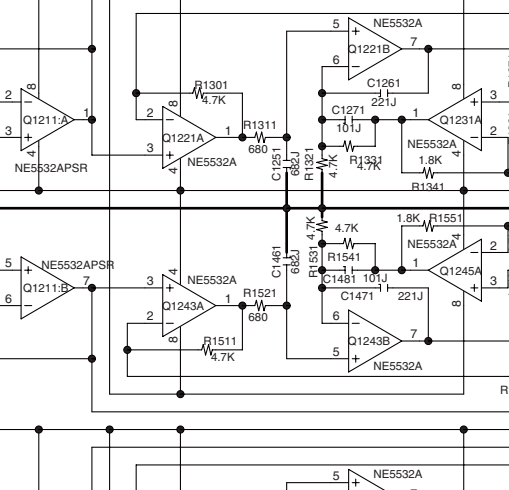 5 NE5532A
Q1221B 7
6
8 R1301 8 C1261 8
2 4.7K 221J 3
Q1211:A 1 2 R1311 C1271 1 Q1231A
3 Q1221A 1 101J
4 3 680 NE5532A 2
NE5532APSR 4 NE5532A C1251 682J R1321 4.7K R1331 4.7K 1.8K 4
R1341
4.7K 4.7K 1.8K R1551
NE5532A 4
5 NE5532APSR 4 NE5532A C1461 682J R1531 R1541 2
Q1211:B 7 3 R1521 C1481 101J 1 Q1245A
6 Q1243A 1 C1471 221J 3
2 680 8
8 6
R1511 Q1243B 7
4.7K 5
NE5532A
R
NE5532A
5